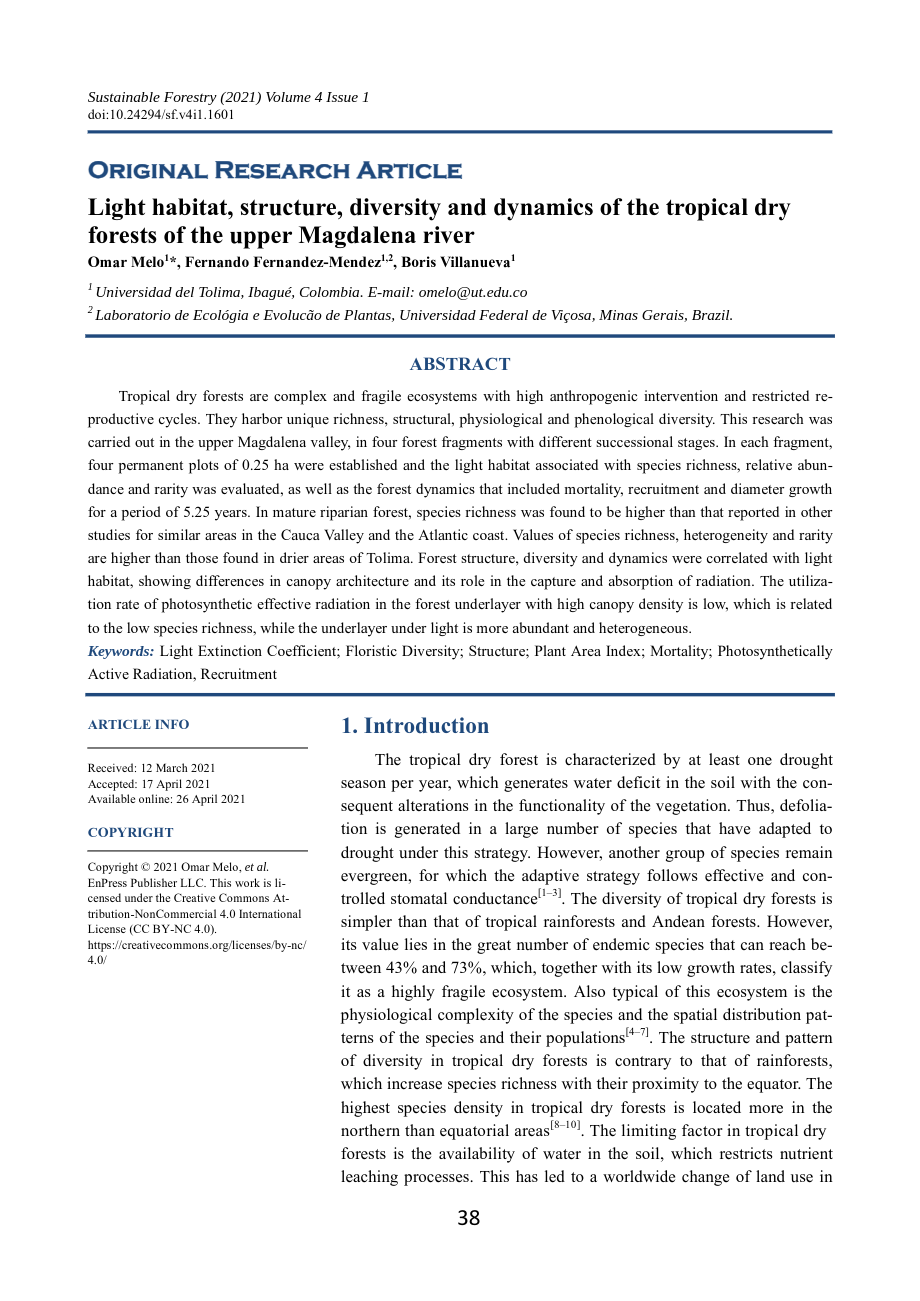 Sustainable Forestry (2021) Volume 4 Issue 1
doi:10.24294/sf.v4i1.1601
Original Research Article
Light habitat, structure, diversity and dynamics of the tropical dry
forests of the upper Magdalena river
Omar Melo1*, Fernando Fernandez-Mendez1,2, Boris Villanueva1
1 Universidad del Tolima, Ibagué, Colombia. E-mail: omelo@ut.edu.co
2 Laboratorio de Ecológia e Evolucão de Plantas, Universidad Federal de Viçosa, Minas Gerais, Brazil.
ABSTRACT
Tropical dry forests are complex and fragile ecosystems with high anthropogenic intervention and restricted re-
productive cycles. They harbor unique richness, structural, physiological and phenological diversity. This research was
carried out in the upper Magdalena valley, in four forest fragments with different successional stages. In each fragment,
four permanent plots of 0.25 ha were established and the light habitat associated with species richness, relative abun-
dance and rarity was evaluated, as well as the forest dynamics that included mortality, recruitment and diameter growth
for a period of 5.25 years. In mature riparian forest, species richness was found to be higher than that reported in other
studies for similar areas in the Cauca Valley and the Atlantic coast. Values of species richness, heterogeneity and rarity
are higher than those found in drier areas of Tolima. Forest structure, diversity and dynamics were correlated with light
habitat, showing differences in canopy architecture and its role in the capture and absorption of radiation. The utiliza-
tion rate of photosynthetic effective radiation in the forest underlayer with high canopy density is low, which is related
to the low species richness, while the underlayer under light is more abundant and heterogeneous.
Keywords: Light Extinction Coefficient; Floristic Diversity; Structure; Plant Area Index; Mortality; Photosynthetically
Active Radiation, Recruitment
ARTICLE INFO
Received: 12 March 2021
Accepted: 17 April 2021
Available online: 26 April 2021
COPYRIGHT
Copyright © 2021 Omar Melo, et al.
EnPress Publisher LLC. This work is li-
censed under the Creative Commons At-
tribution-NonCommercial 4.0 International
License (CC BY-NC 4.0).
https://creativecommons.org/licenses/by-nc/
4.0/
1. Introduction
The tropical dry forest is characterized by at least one drought
season per year, which generates water deficit in the soil with the con-
sequent alterations in the functionality of the vegetation. Thus, defolia-
tion is generated in a large number of species that have adapted to
drought under this strategy. However, another group of species remain
evergreen, for which the adaptive strategy follows effective and con-
trolled stomatal conductance[1–3]. The diversity of tropical dry forests is
simpler than that of tropical rainforests and Andean forests. However,
its value lies in the great number of endemic species that can reach be-
tween 43% and 73%, which, together with its low growth rates, classify
it as a highly fragile ecosystem. Also typical of this ecosystem is the
physiological complexity of the species and the spatial distribution pat-
terns of the species and their populations[4–7]. The structure and pattern
of diversity in tropical dry forests is contrary to that of rainforests,
which increase species richness with their proximity to the equator. The
highest species density in tropical dry forests is located more in the
northern than equatorial areas[8–10]. The limiting factor in tropical dry
forests is the availability of water in the soil, which restricts nutrient
leaching processes. This has led to a worldwide change of land use in
38